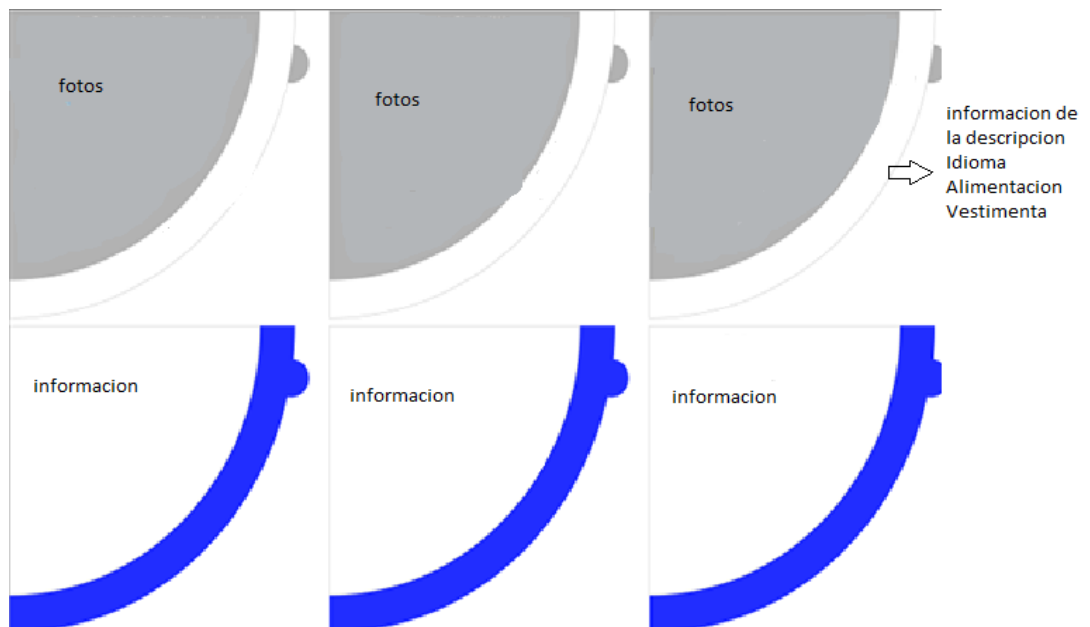 fotos
fotos
fotos
informacion de
la descripcion
Idioma
Alimentacion
Vestimenta
informacion
informacion
informacion